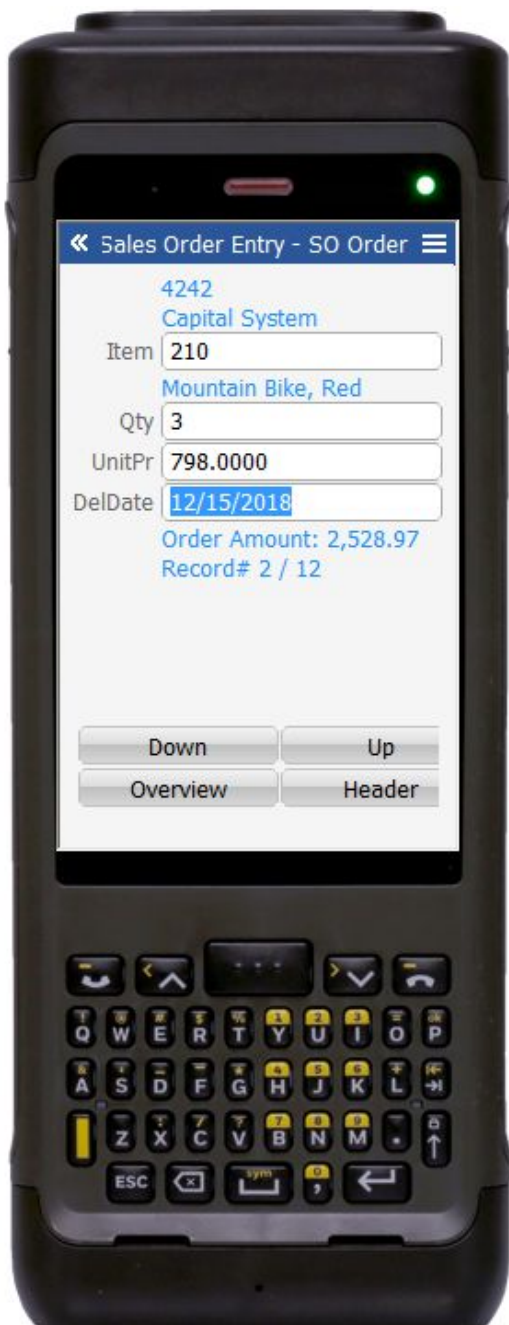 « Sales Order Entry - SO Order
4242
Capital System
Item 210
Mountain Bike, Red
Qty 3
UnitPr 798.0000
DelDate 12/15/2018
Order Amount: 2,528.97
Record# 2 / 12
Down Up
Overview Header
Q W E R T Y U I O P
A S D F G H J K L
Z X C V B N M .
ESC sym 0 ,